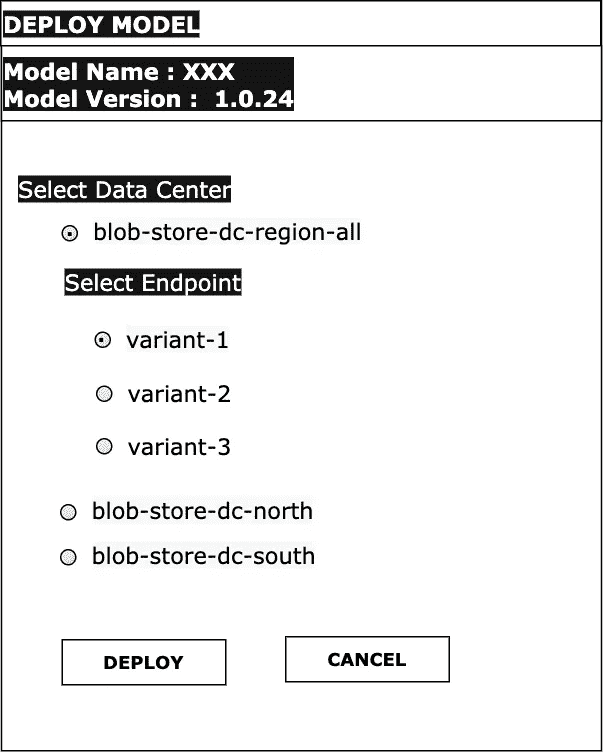 DEPLOY MODEL
Model Name : XXX
Model Version : 1.0.24
Select Data Center
blob-store-dc-region-all
Select Endpoint
variant-1
variant-2
variant-3
blob-store-dc-north
blob-store-dc-south
DEPLOY
CANCEL